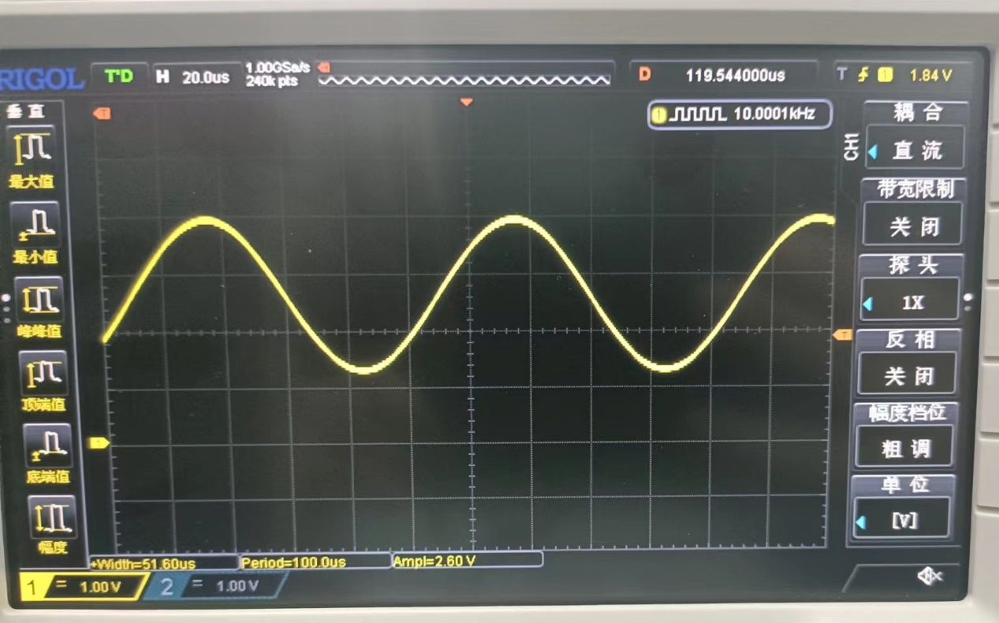 RIGOL T'D H 20.0us 1.00GSa/s D 119.544000us T 1 1.84 V
240k pts
垂直
最大值
最小值
峰峰值
顶端值
底端值
幅度
T
1 10.0001kHz
T
1
CH1
耦合
直流
带宽限制
关闭
探头
1X
反相
关闭
幅度档位
粗调
单位
[V]
+Width=51.60us Period=100.0us Ampl=2.60 V
1 = 1.00 V 2 = 1.00 V